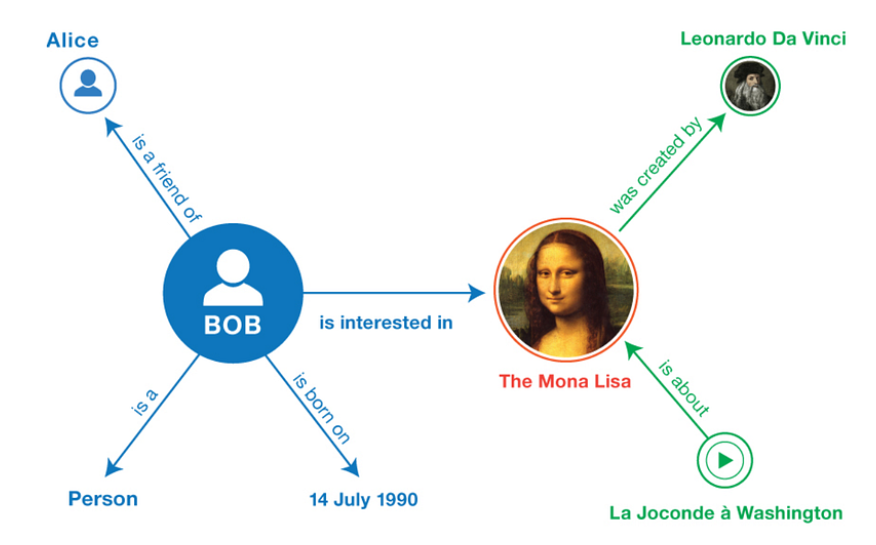 Alice
Leonardo Da Vinci
is a friend of
was created by
BOB
is interested in
The Mona Lisa
is a
is born on
is about
Person
14 July 1990
La Joconde à Washington